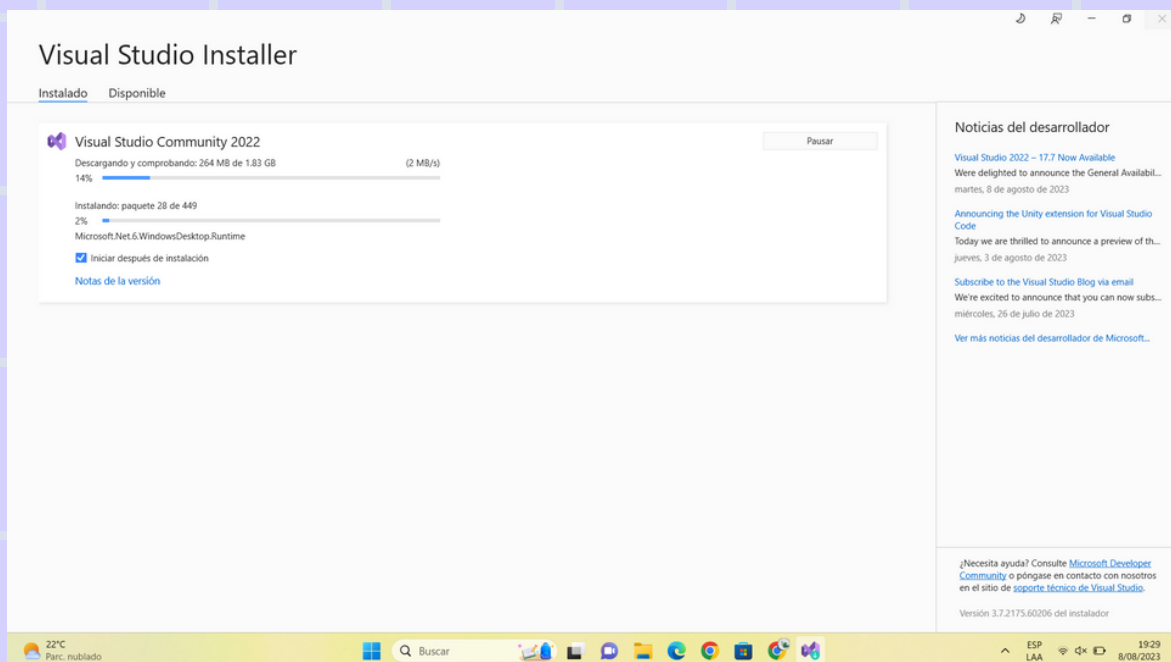 Visual Studio Installer
Instalado Disponible
Visual Studio Community 2022
Pausar
Descargando y comprobando: 264 MB de 1.83 GB (2 MB/s)
14%
Instalando: paquete 28 de 449
2%
Microsoft.Net.6.WindowsDesktop.Runtime
Iniciar después de instalación
Notas de la versión
Noticias del desarrollador
Visual Studio 2022 – 17.7 Now Available
Were delighted to announce the General Availabil...
martes, 8 de agosto de 2023
Announcing the Unity extension for Visual Studio
Code
Today we are thrilled to announce a preview of th...
jueves, 3 de agosto de 2023
Subscribe to the Visual Studio Blog via email
We're excited to announce that you can now subs...
miércoles, 26 de julio de 2023
Ver más noticias del desarrollador de Microsoft...
¿Necesita ayuda? Consulte Microsoft Developer
Community o póngase en contacto con nosotros
en el sitio de soporte técnico de Visual Studio.
Versión 3.7.2175.60206 del instalador
22°C
Parc. nublado
Buscar
ESP
LAA
19:29
8/08/2023